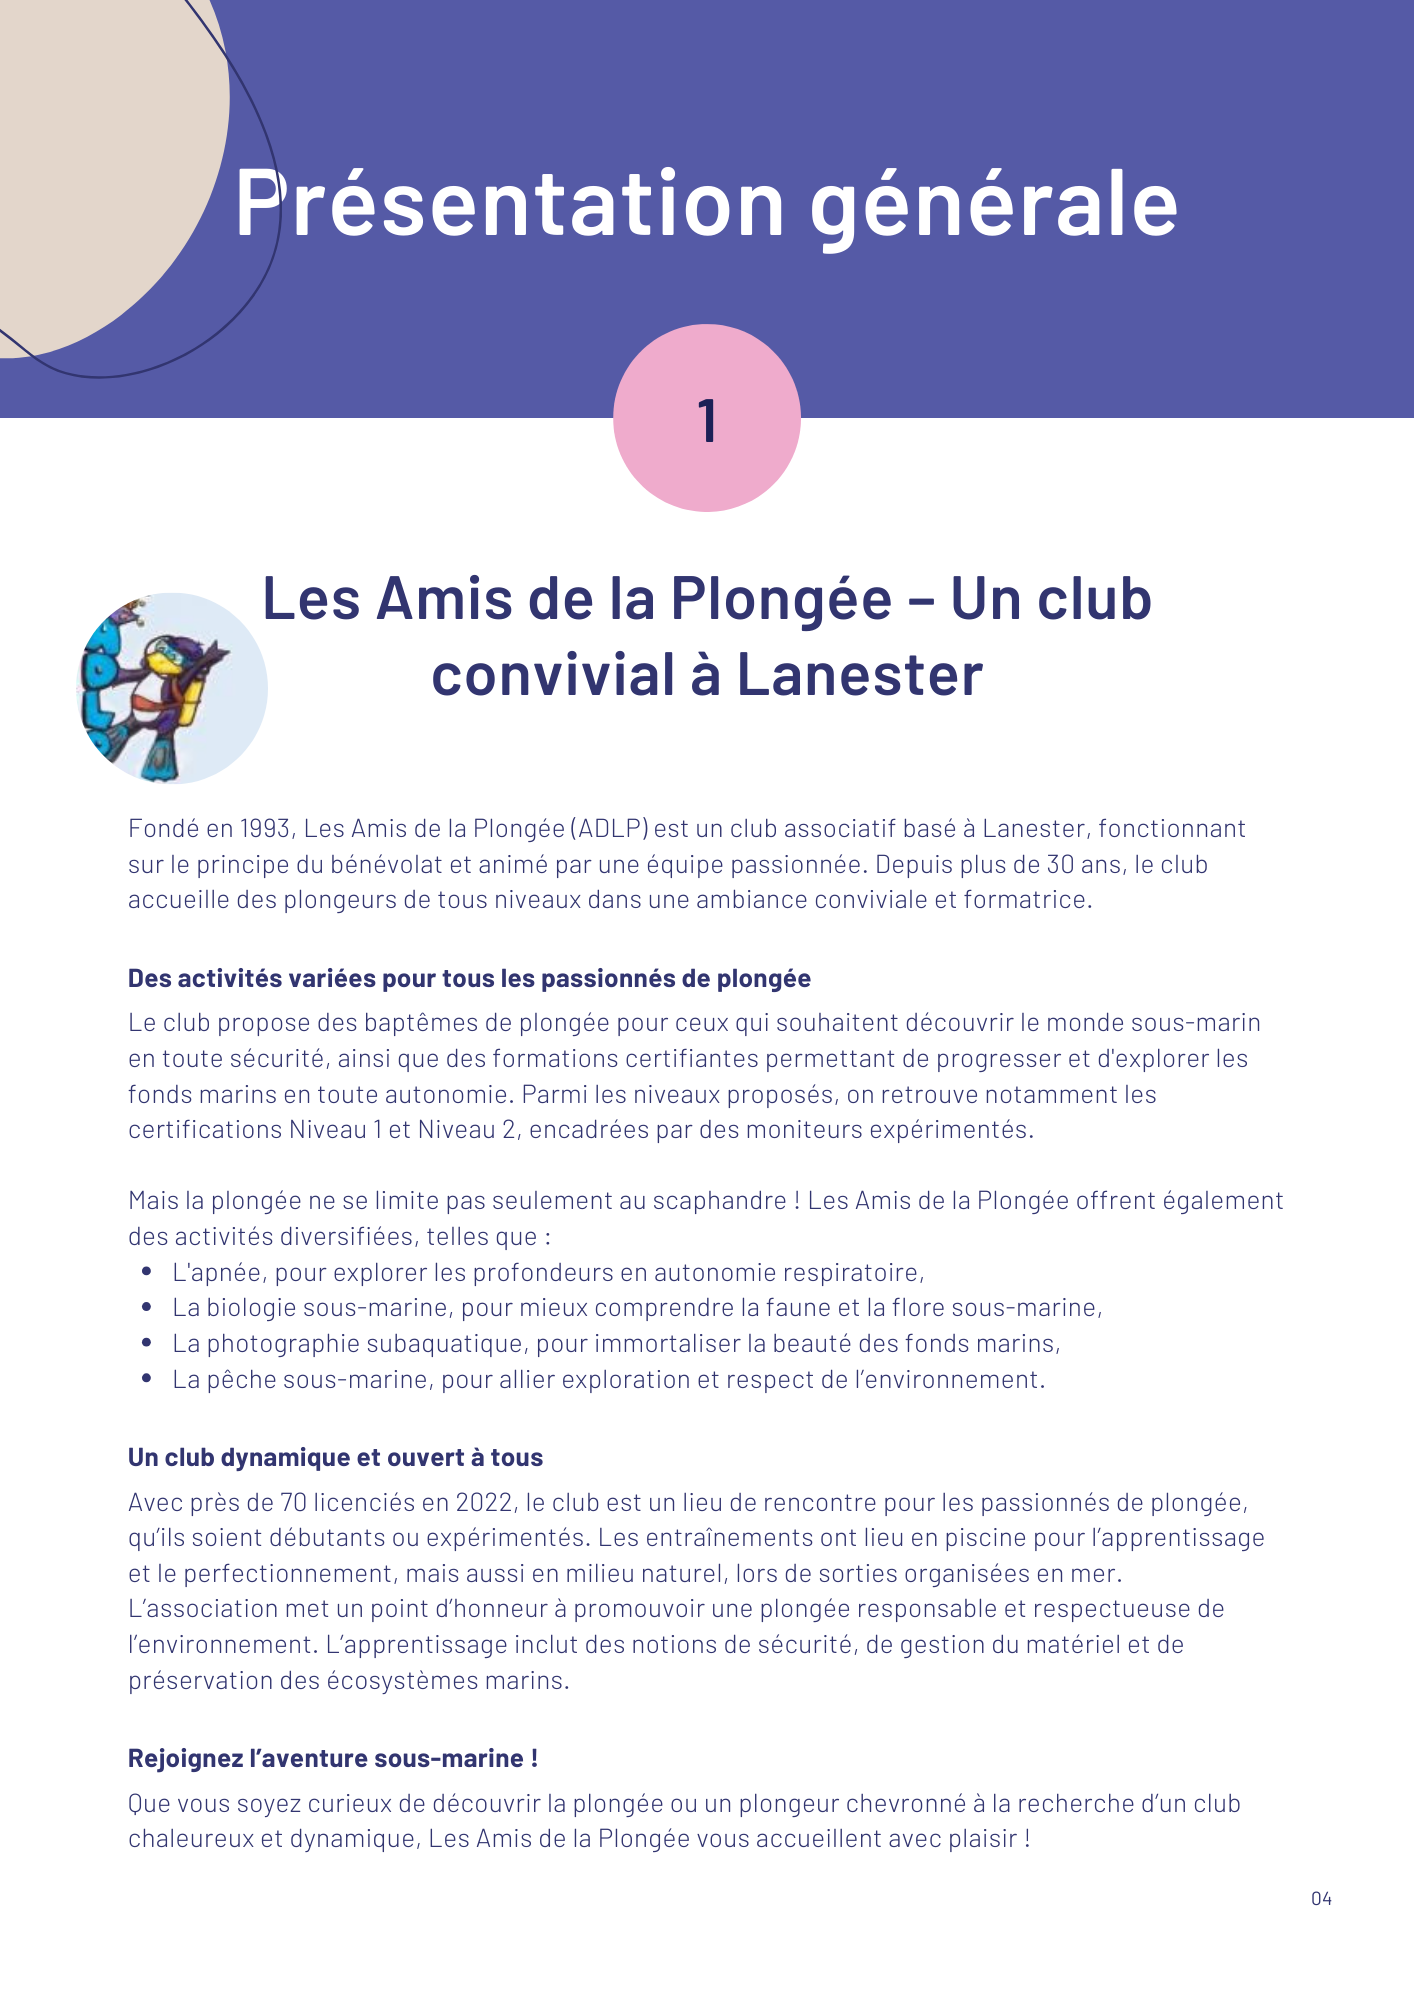 Présentation générale
1
Les Amis de la Plongée – Un club
convivial à Lanester
ADLP
Fondé en 1993, Les Amis de la Plongée (ADLP) est un club associatif basé à Lanester, fonctionnant
sur le principe du bénévolat et animé par une équipe passionnée. Depuis plus de 30 ans, le club
accueille des plongeurs de tous niveaux dans une ambiance conviviale et formatrice.
Des activités variées pour tous les passionnés de plongée
Le club propose des baptêmes de plongée pour ceux qui souhaitent découvrir le monde sous-marin
en toute sécurité, ainsi que des formations certifiantes permettant de progresser et d'explorer les
fonds marins en toute autonomie. Parmi les niveaux proposés, on retrouve notamment les
certifications Niveau 1 et Niveau 2, encadrées par des moniteurs expérimentés.
Mais la plongée ne se limite pas seulement au scaphandre ! Les Amis de la Plongée offrent également
des activités diversifiées, telles que :
• L'apnée, pour explorer les profondeurs en autonomie respiratoire,
• La biologie sous-marine, pour mieux comprendre la faune et la flore sous-marine,
• La photographie subaquatique, pour immortaliser la beauté des fonds marins,
• La pêche sous-marine, pour allier exploration et respect de l’environnement.
Un club dynamique et ouvert à tous
Avec près de 70 licenciés en 2022, le club est un lieu de rencontre pour les passionnés de plongée,
qu’ils soient débutants ou expérimentés. Les entraînements ont lieu en piscine pour l’apprentissage
et le perfectionnement, mais aussi en milieu naturel, lors de sorties organisées en mer.
L’association met un point d’honneur à promouvoir une plongée responsable et respectueuse de
l’environnement. L’apprentissage inclut des notions de sécurité, de gestion du matériel et de
préservation des écosystèmes marins.
Rejoignez l’aventure sous-marine !
Que vous soyez curieux de découvrir la plongée ou un plongeur chevronné à la recherche d’un club
chaleureux et dynamique, Les Amis de la Plongée vous accueillent avec plaisir !
04